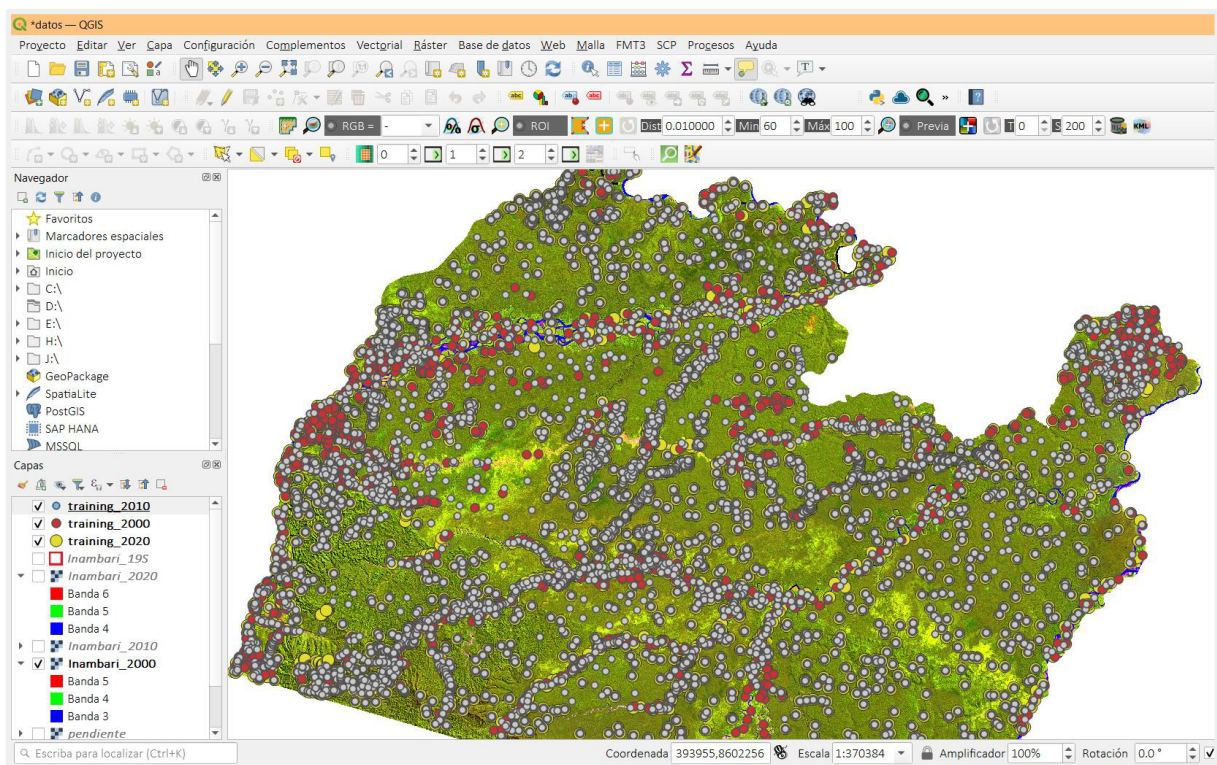 *datos — QGIS
Proyecto Editar Ver Capa Configuración Complementos Vectorial Ráster Base de datos Web Malla FMT3 SCP Procesos Ayuda
RGB = - ROI Dist 0.010000 Min 60 Máx 100 Previa T 0 S 200 KML
0 1 2
Navegador
Favoritos
Marcadores espaciales
Inicio del proyecto
Inicio
C:\
D:\
E:\
H:\
J:\
GeoPackage
SpatiaLite
PostGIS
SAP HANA
MSSQL
Capas
training_2010
training_2000
training_2020
Inambari_19S
Inambari_2020
Banda 6
Banda 5
Banda 4
Inambari_2010
Inambari_2000
Banda 5
Banda 4
Banda 3
pendiente
Escriba para localizar (Ctrl+K) Coordenada 393955,8602256 Escala 1:370384 Amplificador 100% Rotación 0.0 °